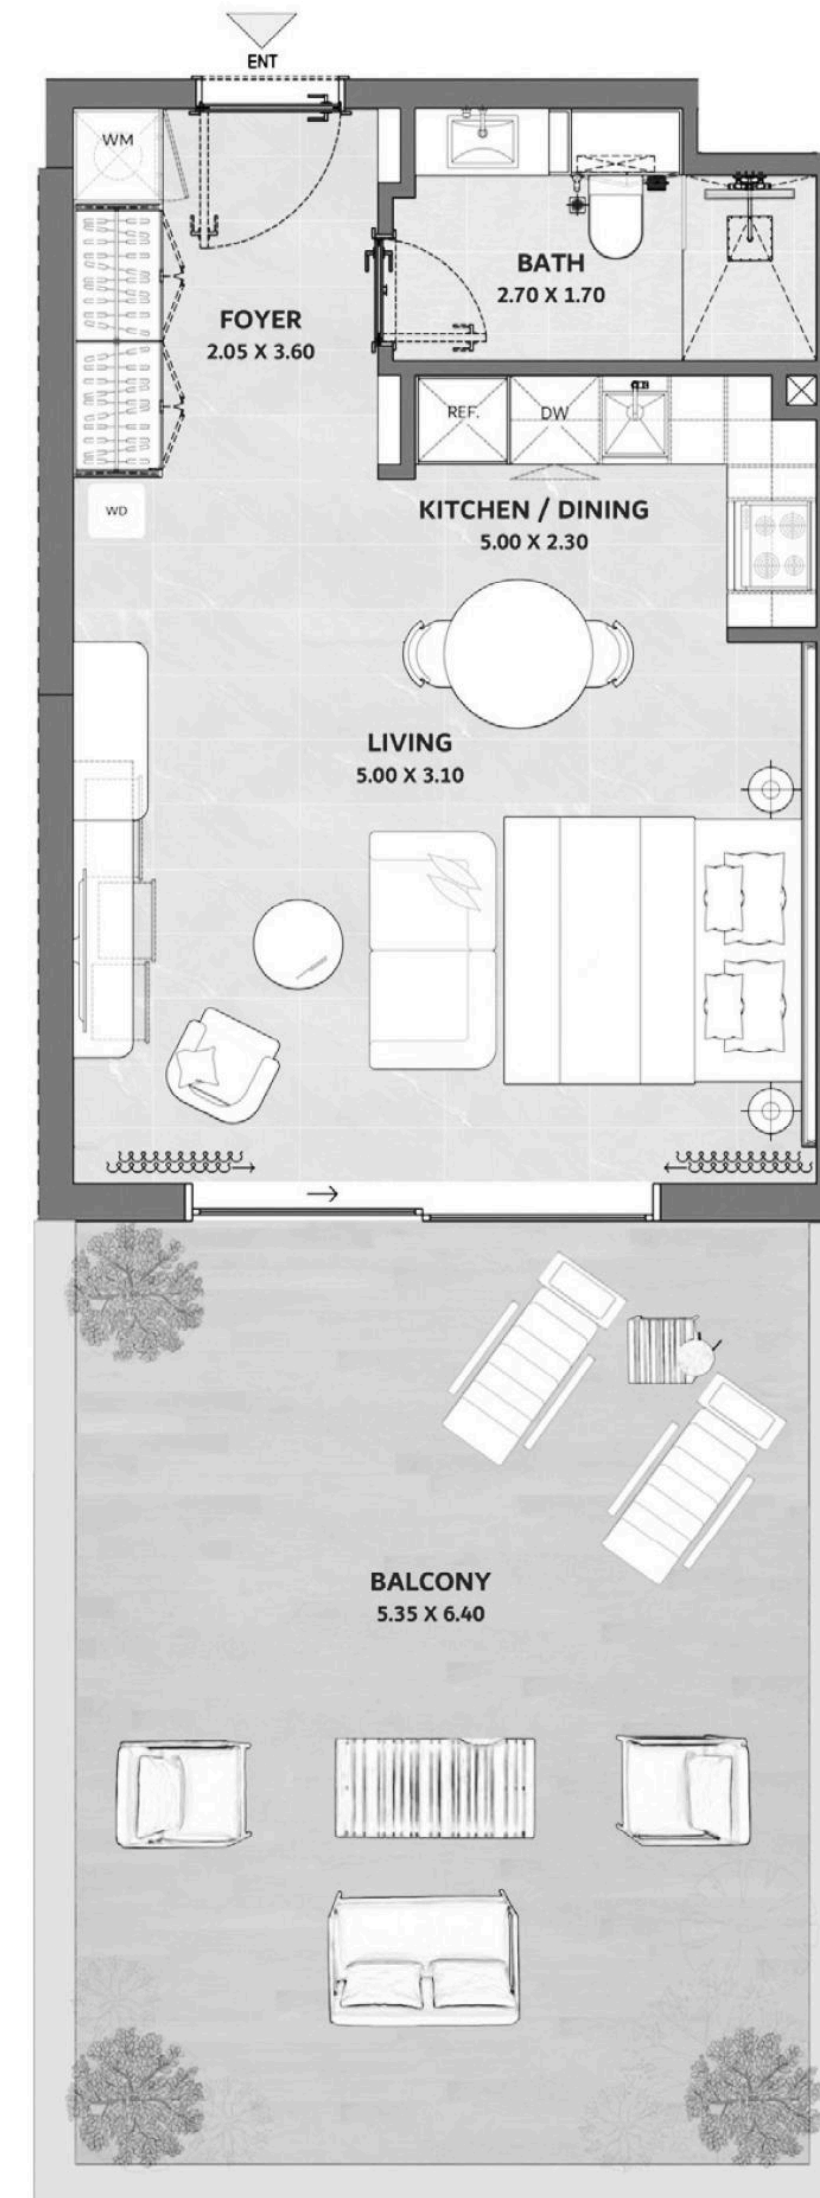 ENT
WM
BATH
2.70 X 1.70
FOYER
2.05 X 3.60
REF.
DW
WD
KITCHEN / DINING
5.00 X 2.30
LIVING
5.00 X 3.10
BALCONY
5.35 X 6.40